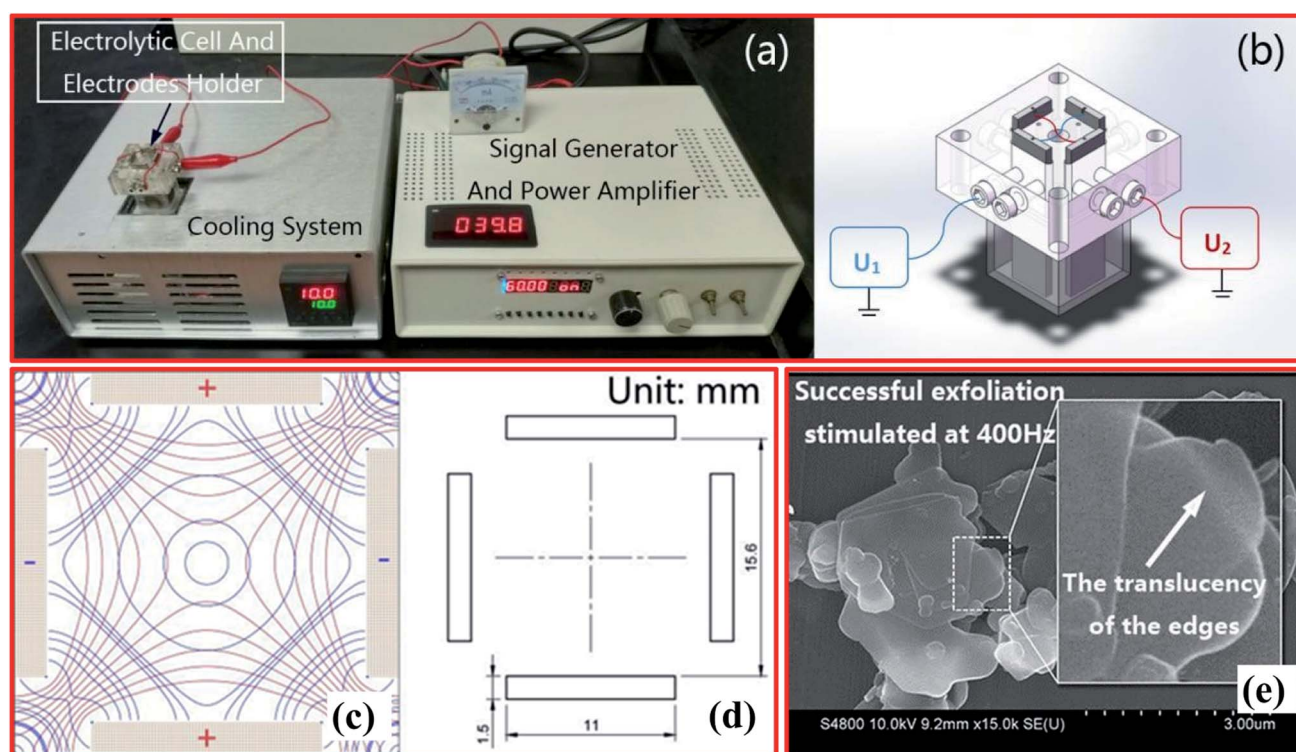 Electrolytic Cell And
Electrodes Holder
(a)
mA
Signal Generator
And Power Amplifier
Cooling System
039.8
10.0
10.0
60.00
on
(b)
U1
U2
+
-
-
+
(c)
Unit: mm
15.6
1.5
11
(d)
Successful exfoliation
stimulated at 400Hz
The translucency
of the edges
(e)
S4800 10.0kV 9.2mm x15.0k SE(U)
3.00um